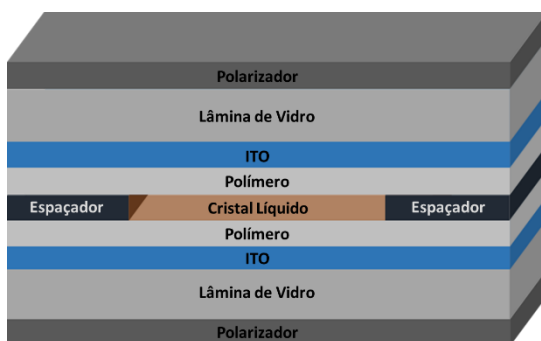 Polarizador
Lâmina de Vidro
ITO
Polímero
Espaçador Cristal Líquido Espaçador
Polímero
ITO
Lâmina de Vidro
Polarizador